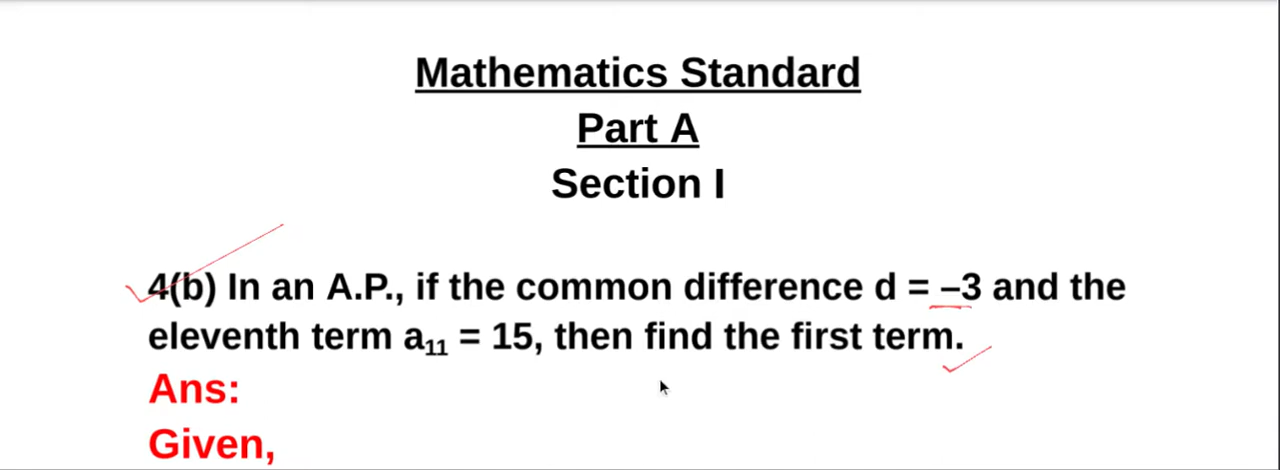 Mathematics Standard
Part A
Section I
4(b) In an A.P., if the common difference d = –3 and the
eleventh term a₁₁ = 15, then find the first term.
Ans:
Given,